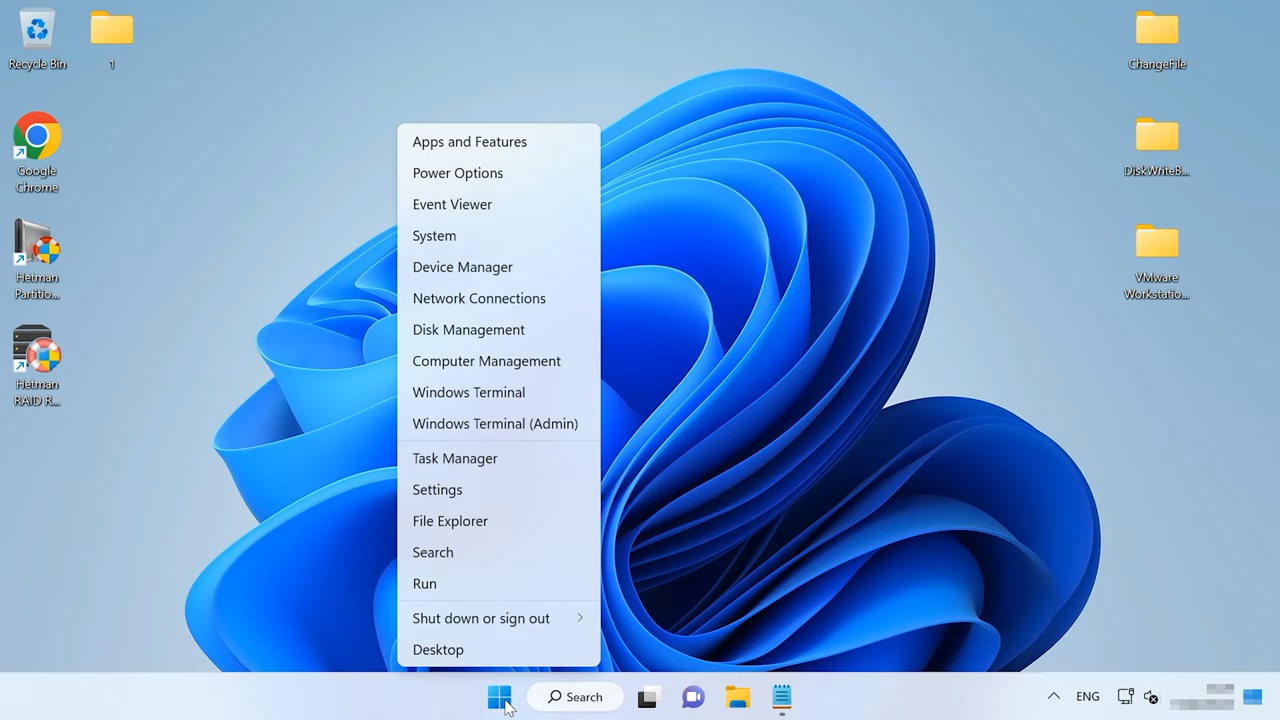 Recycle Bin
1
Google
Chrome
Hetman
Partitio...
Hetman
RAID R...
Apps and Features
Power Options
Event Viewer
System
Device Manager
Network Connections
Disk Management
Computer Management
Windows Terminal
Windows Terminal (Admin)
Task Manager
Settings
File Explorer
Search
Run
Shut down or sign out
Desktop
ChangeFile
DiskWriteB...
VMware
Workstatio...
Search
ENG